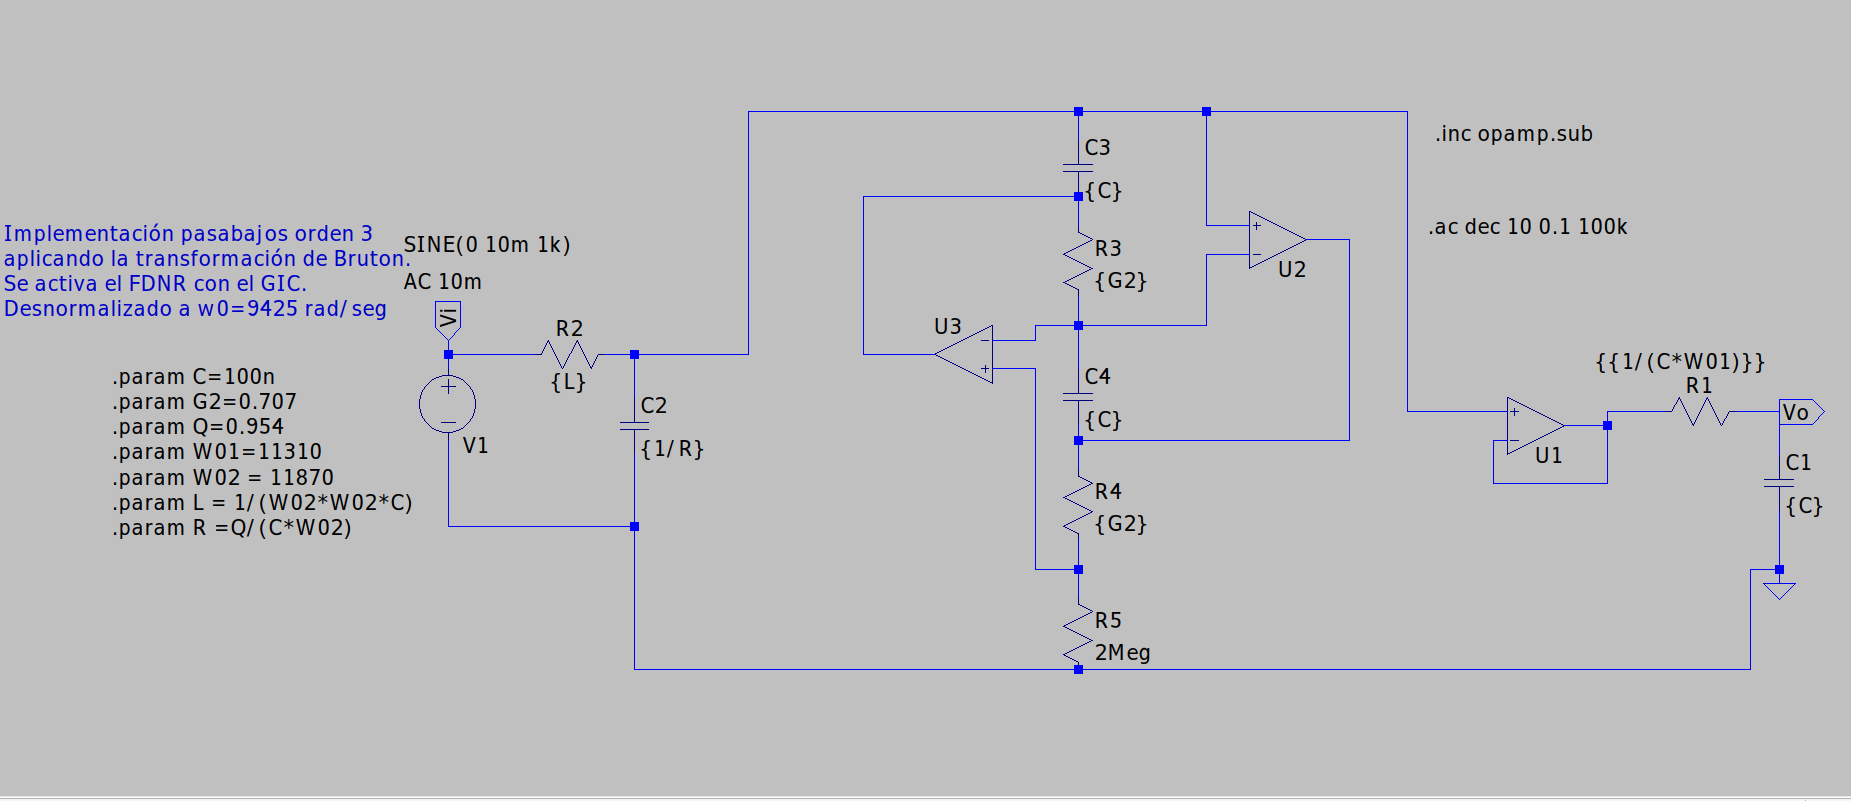 Implementación pasabajos orden 3
aplicando la transformación de Bruton.
Se activa el FDNR con el GIC.
Desnormalizado a w0=9425 rad/seg
.param C=100n
.param G2=0.707
.param Q=0.954
.param W01=11310
.param W02 = 11870
.param L = 1/(W02*W02*C)
.param R =Q/(C*W02)
SINE(0 10m 1k)
AC 10m
Vi
V1
R2
{L}
C2
{1/R}
C3
{C}
R3
{G2}
U3
-
+
C4
{C}
R4
{G2}
R5
2Meg
+
-
U2
.inc opamp.sub
.ac dec 10 0.1 100k
+
-
U1
{{1/(C*W01)}}
R1
Vo
C1
{C}